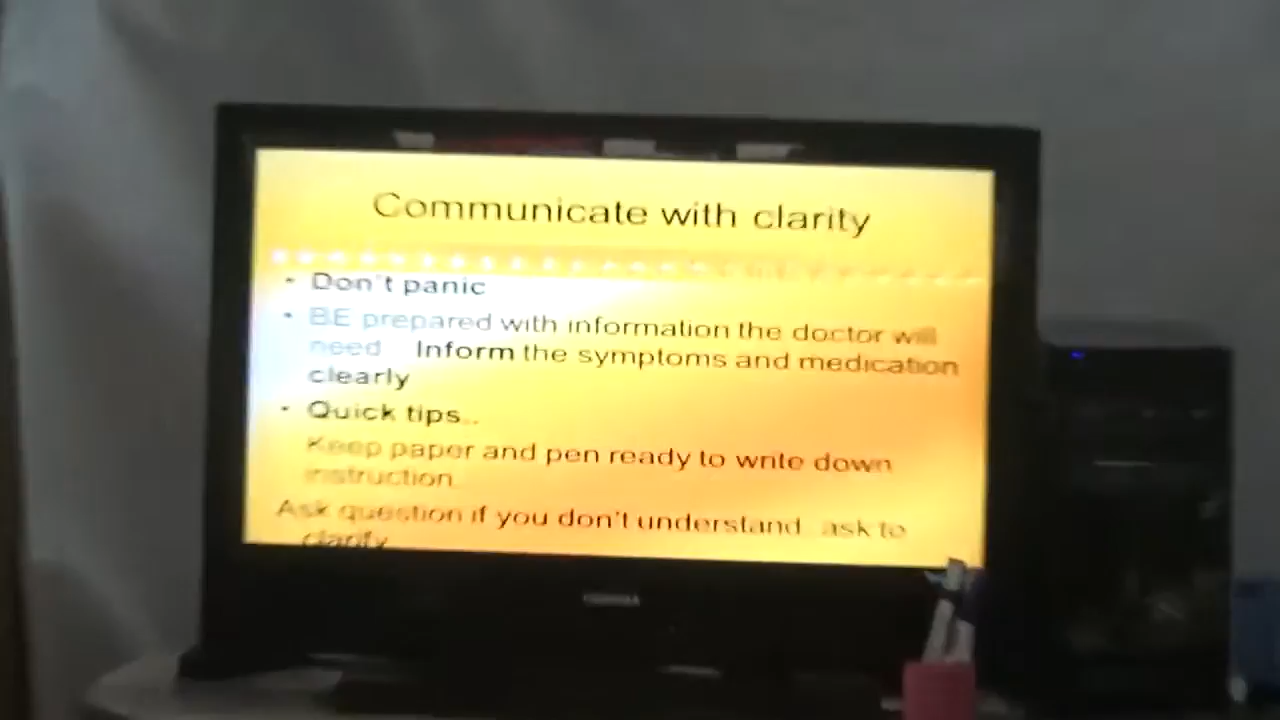 Communicate with clarity
• Don't panic
• BE prepared with information the doctor will
need Inform the symptoms and medication
clearly
• Quick tips..
Keep paper and pen ready to write down
instruction
Ask question if you don't understand. ask to
clarify
TOSHIBA